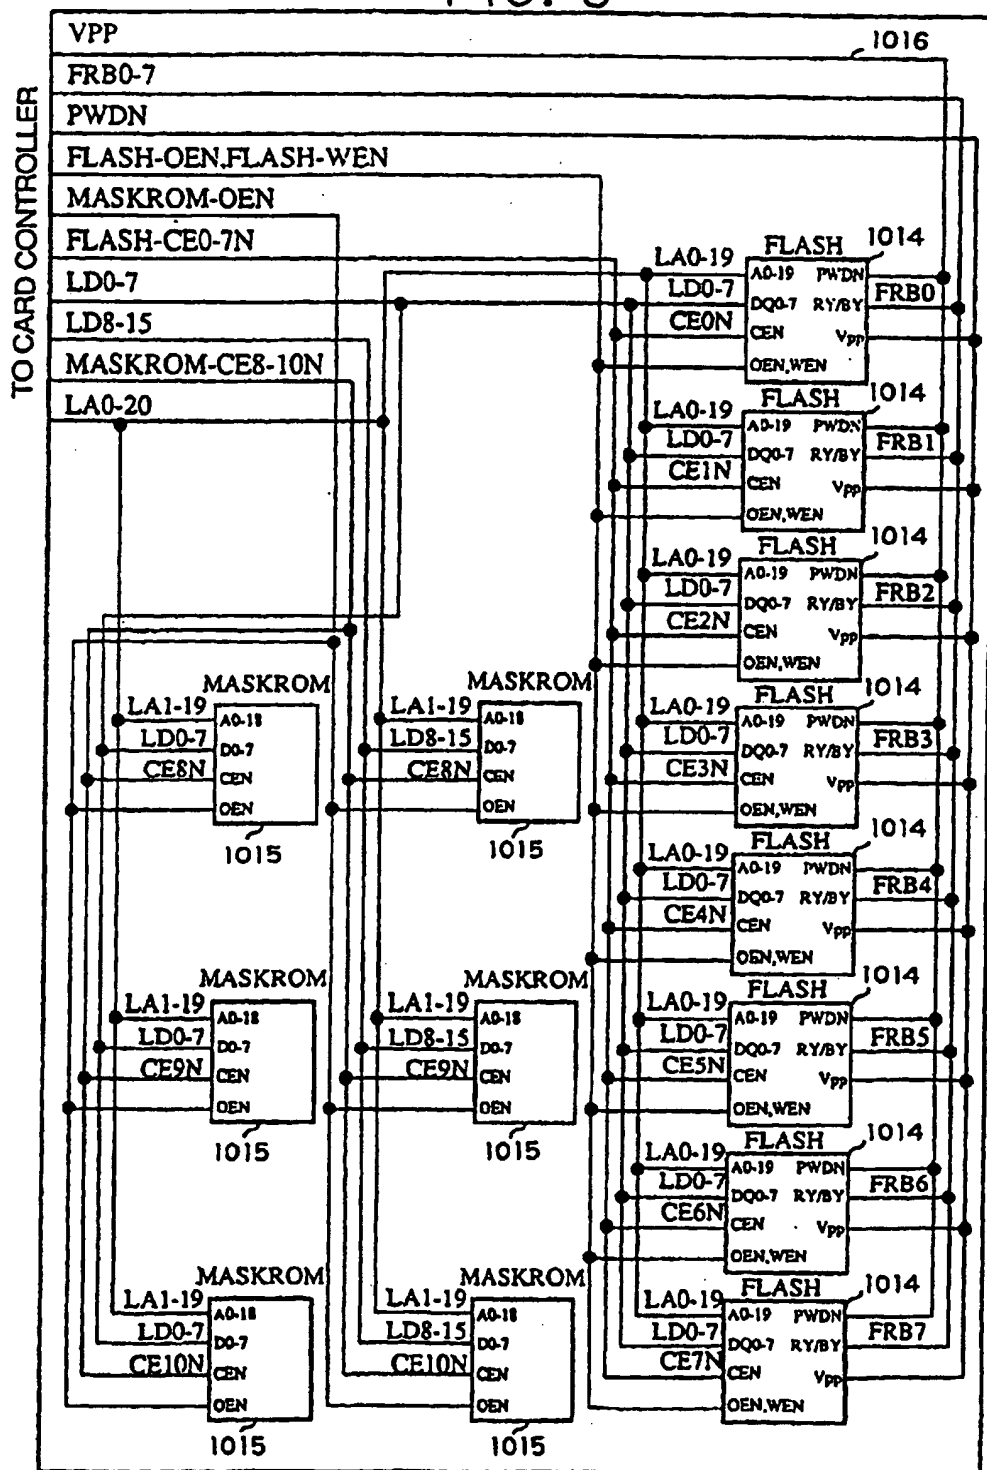 VPP
1016
FRB0-7
PWDN
FLASH-OEN,FLASH-WEN
MASKROM-OEN
FLASH-CE0-7N
LD0-7
LD8-15
MASKROM-CE8-10N
LA0-20
TO CARD CONTROLLER
FLASH 1014
LA0-19 A0-19 PWDN
LD0-7 DQ0-7 RY/BY FRB0
CE0N CEN Vpp
OEN,WEN
FLASH 1014
LA0-19 A0-19 PWDN
LD0-7 DQ0-7 RY/BY FRB1
CE1N CEN Vpp
OEN,WEN
FLASH 1014
LA0-19 A0-19 PWDN
LD0-7 DQ0-7 RY/BY FRB2
CE2N CEN Vpp
OEN,WEN
FLASH 1014
LA0-19 A0-19 PWDN
LD0-7 DQ0-7 RY/BY FRB3
CE3N CEN Vpp
OEN,WEN
FLASH 1014
LA0-19 A0-19 PWDN
LD0-7 DQ0-7 RY/BY FRB4
CE4N CEN Vpp
OEN,WEN
FLASH 1014
LA0-19 A0-19 PWDN
LD0-7 DQ0-7 RY/BY FRB5
CE5N CEN Vpp
OEN,WEN
FLASH 1014
LA0-19 A0-19 PWDN
LD0-7 DQ0-7 RY/BY FRB6
CE6N CEN Vpp
OEN,WEN
FLASH 1014
LA0-19 A0-19 PWDN
LD0-7 DQ0-7 RY/BY FRB7
CE7N CEN Vpp
OEN,WEN
MASKROM
LA1-19 A0-18
LD0-7 D0-7
CE8N CEN
OEN
1015
MASKROM
LA1-19 A0-18
LD8-15 D0-7
CE8N CEN
OEN
1015
MASKROM
LA1-19 A0-18
LD0-7 D0-7
CE9N CEN
OEN
1015
MASKROM
LA1-19 A0-18
LD8-15 D0-7
CE9N CEN
OEN
1015
MASKROM
LA1-19 A0-18
LD0-7 D0-7
CE10N CEN
OEN
1015
MASKROM
LA1-19 A0-18
LD8-15 D0-7
CE10N CEN
OEN
1015